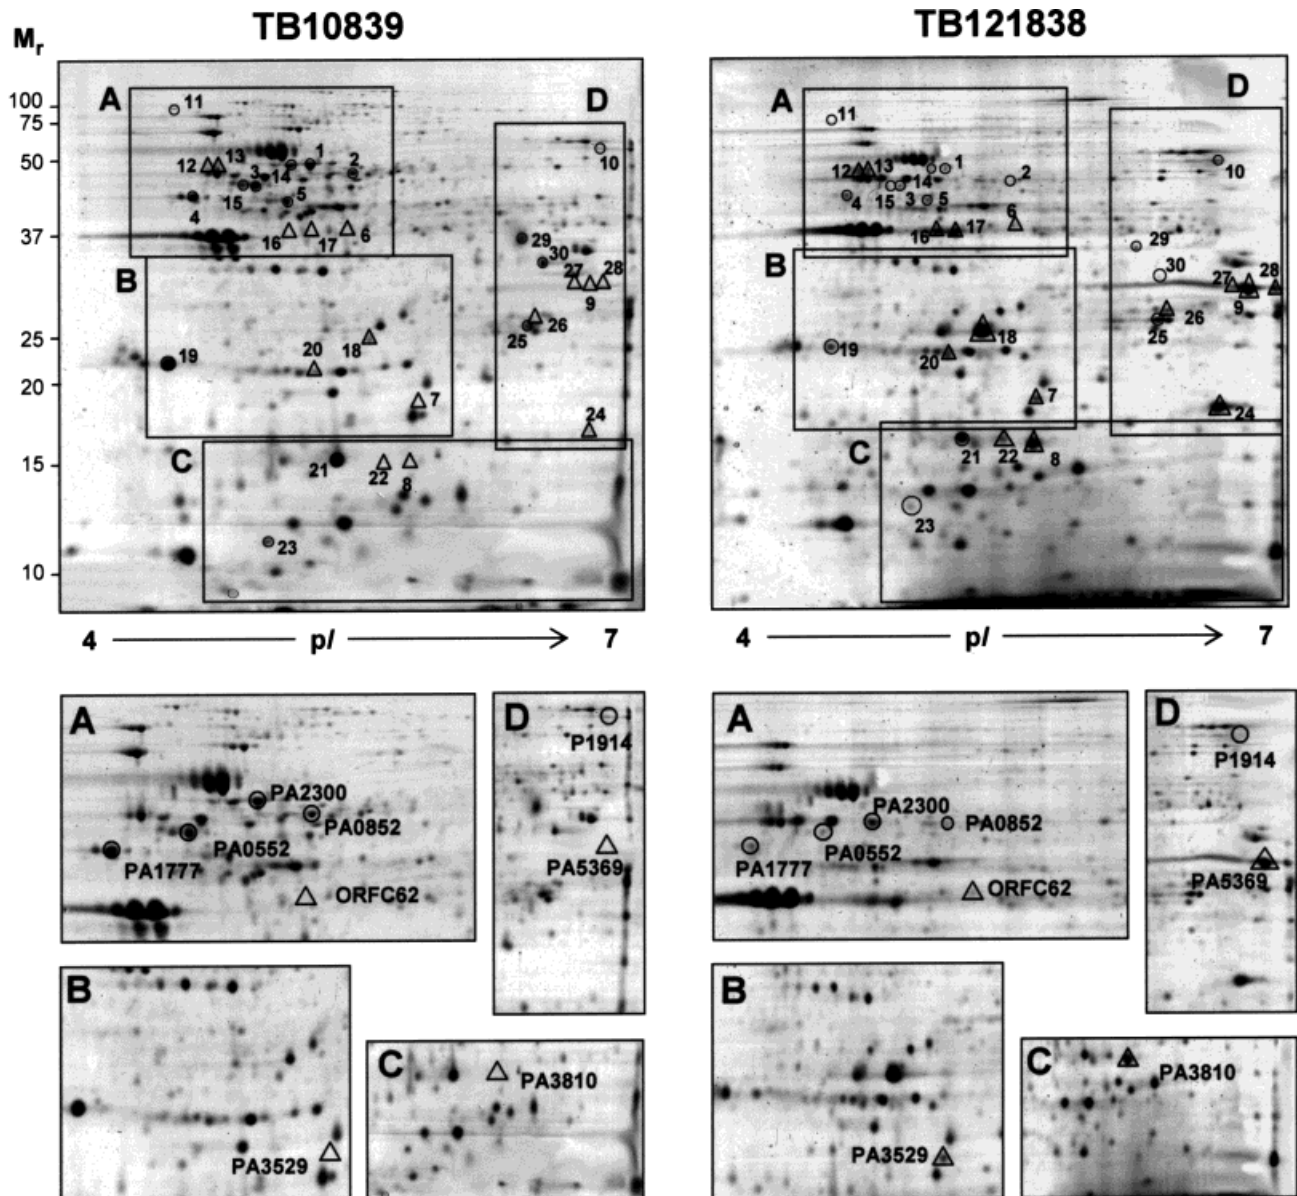 TB10839
TB121838
Mr
100
75
50
37
25
20
15
10
A
D
11
12
13
3
14
1
2
10
4
15
5
16
17
6
29
30
27
28
9
B
19
20
18
25
26
7
24
C
21
22
8
23
A
D
11
12
13
1
14
2
10
4
15
3
5
6
16
17
29
30
27
28
9
B
19
20
18
25
26
7
24
C
21
22
8
23
4 pI 7
4 pI 7
A
PA2300
PA0852
PA1777
PA0552
ORFC62
D
P1914
PA5369
A
PA2300
PA0852
PA1777
PA0552
ORFC62
D
P1914
PA5369
B
PA3529
C
PA3810
B
PA3529
C
PA3810